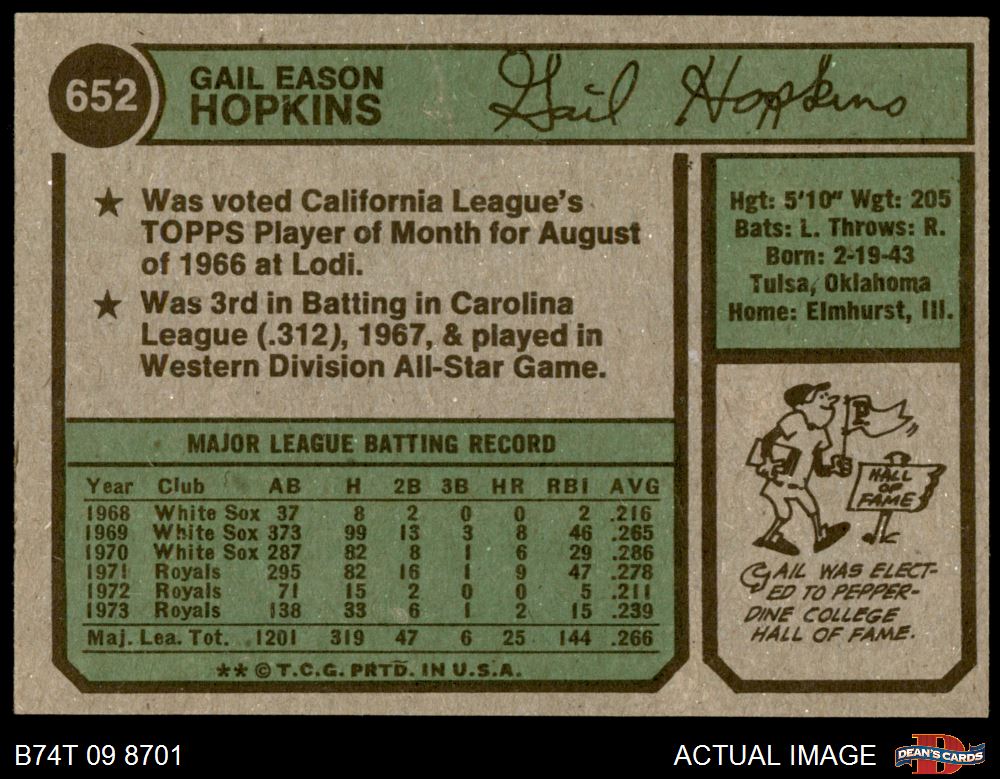 652
GAIL EASON
HOPKINS
Gail Hopkins
★ Was voted California League's
TOPPS Player of Month for August
of 1966 at Lodi.
★ Was 3rd in Batting in Carolina
League (.312), 1967, & played in
Western Division All-Star Game.
Hgt: 5'10" Wgt: 205
Bats: L. Throws: R.
Born: 2-19-43
Tulsa, Oklahoma
Home: Elmhurst, Ill.
MAJOR LEAGUE BATTING RECORD
Year Club AB H 2B 3B HR RBI AVG
1968 White Sox 37 8 2 0 0 2 .216
1969 White Sox 373 99 13 3 8 46 .265
1970 White Sox 287 82 8 1 6 29 .286
1971 Royals 295 82 16 1 9 47 .278
1972 Royals 71 15 2 0 0 5 .211
1973 Royals 138 33 6 1 2 15 .239
Maj. Lea. Tot. 1201 319 47 6 25 144 .266
** © T.C.G. PRTD. IN U.S.A.
P
HALL
OF
FAME
GAIL WAS ELECT-
ED TO PEPPER-
DINE COLLEGE
HALL OF FAME.
B74T 09 8701
ACTUAL IMAGE
DEAN'S CARDS